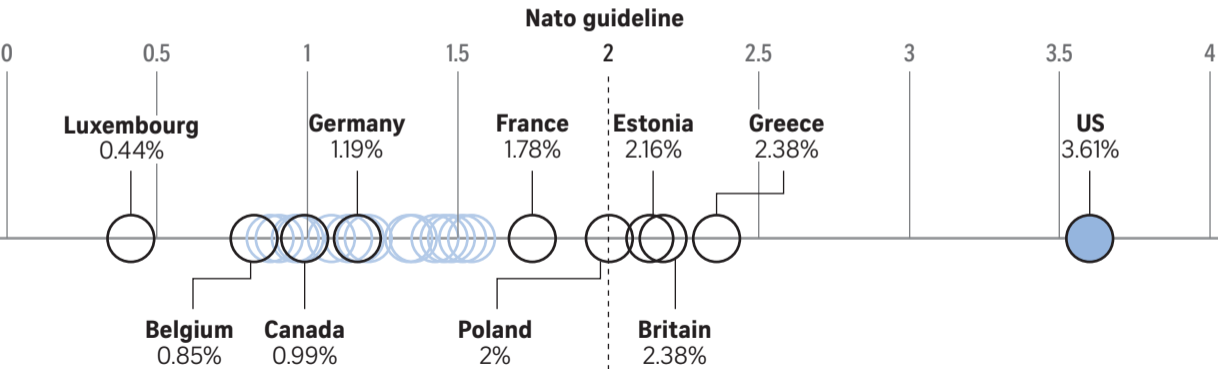 Nato guideline
0 0.5 1 1.5 2 2.5 3 3.5 4
Luxembourg
0.44%
Germany
1.19%
France
1.78%
Estonia
2.16%
Greece
2.38%
US
3.61%
Belgium
0.85%
Canada
0.99%
Poland
2%
Britain
2.38%